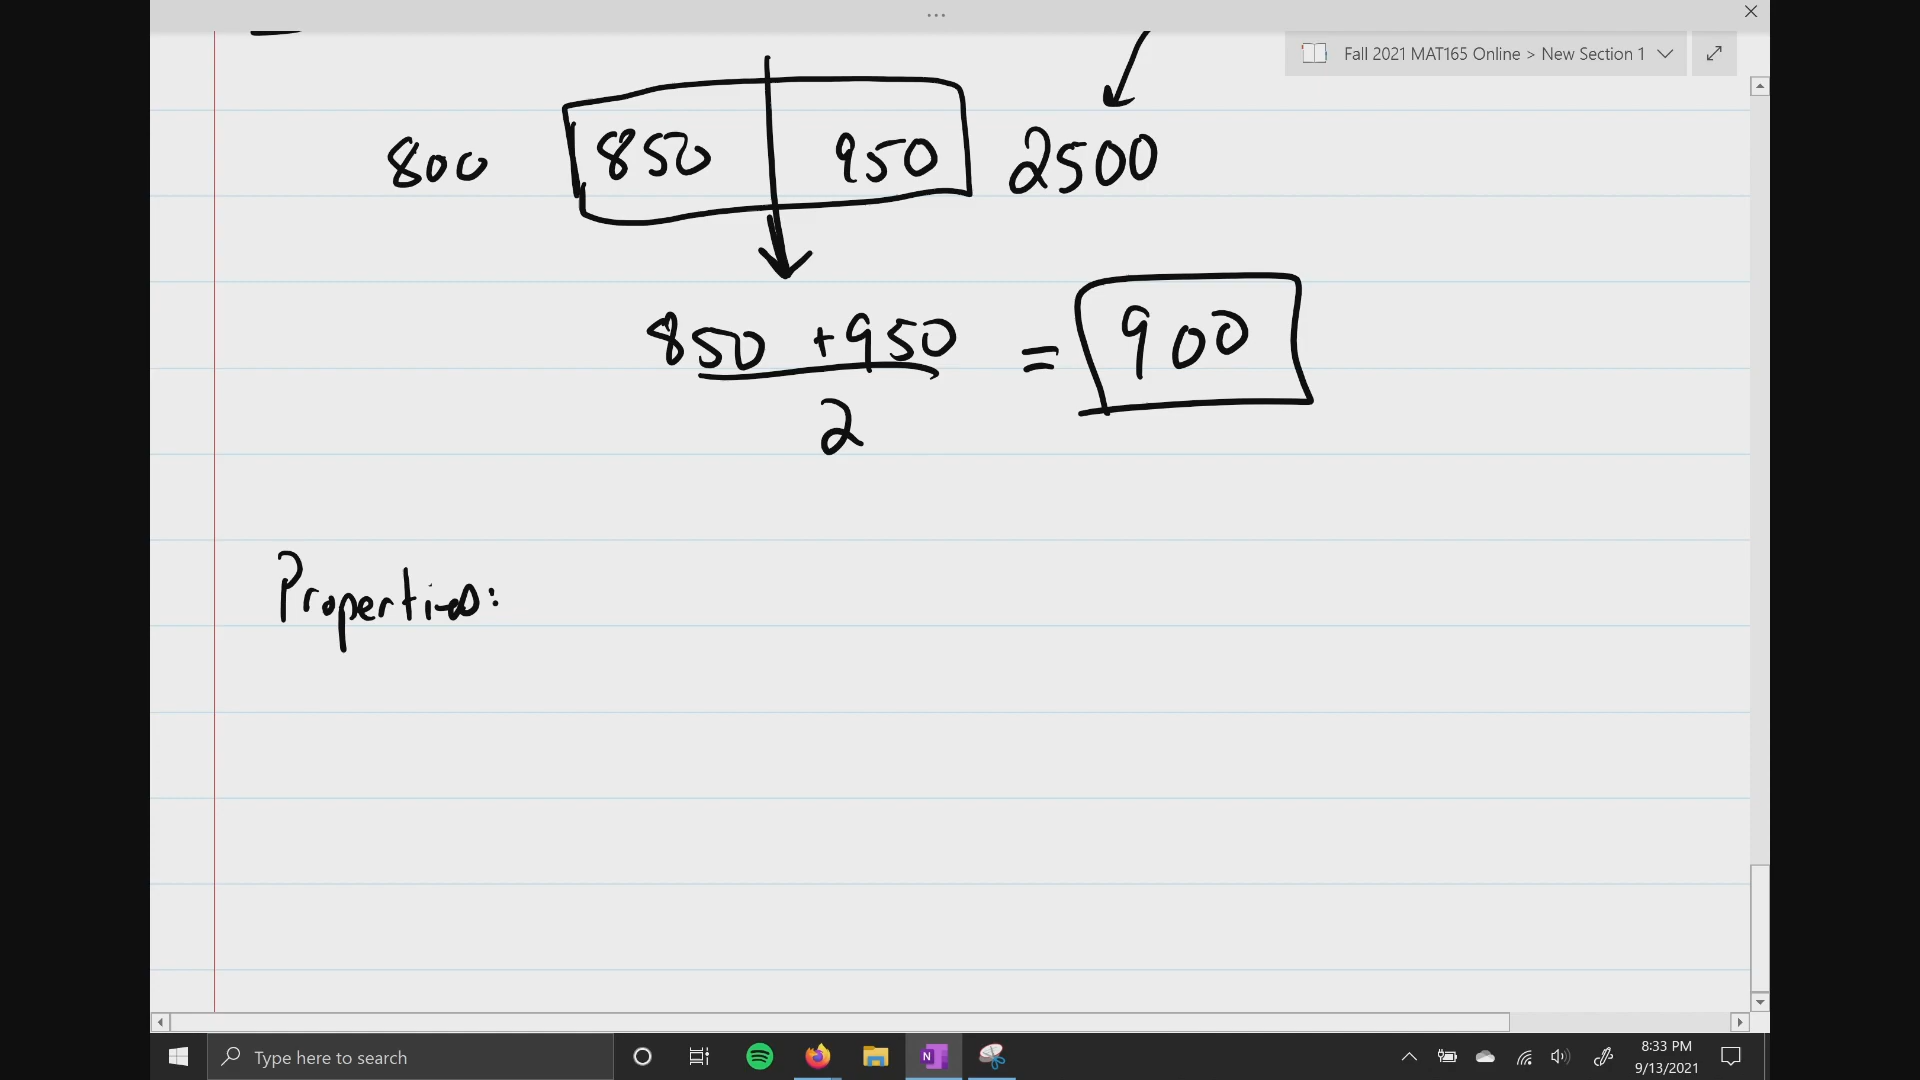 Fall 2021 MAT165 Online > New Section 1
800 850 950 2500
850 + 950
2
= 900
Properties:
Type here to search
8:33 PM
9/13/2021